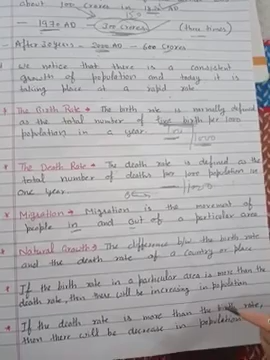 about 100 Crores in 1820 AD
150
- 1970 AD - 300 Crores (three times)
- After 30 years - 2000 AD - 600 Crores
We notice that there is a consistent
growth of population and today it is
taking place at a rapid rate.
The Birth Rate → The birth rate is normally defined
as the total number of live birth per 1000
population in a year.
The Death Rate → The death rate is defined as the
total number of deaths per 1000 population in
one year
Migration → Migration is the movement of
people in and out of a particular area
Natural Growth → The difference b/w the birth rate
and the death rate of a country or place.
If the birth rate in a particular area is more than the
death rate, then there will be increasing in population
If the death rate is more than the birth rate,
then there will be decrease in population